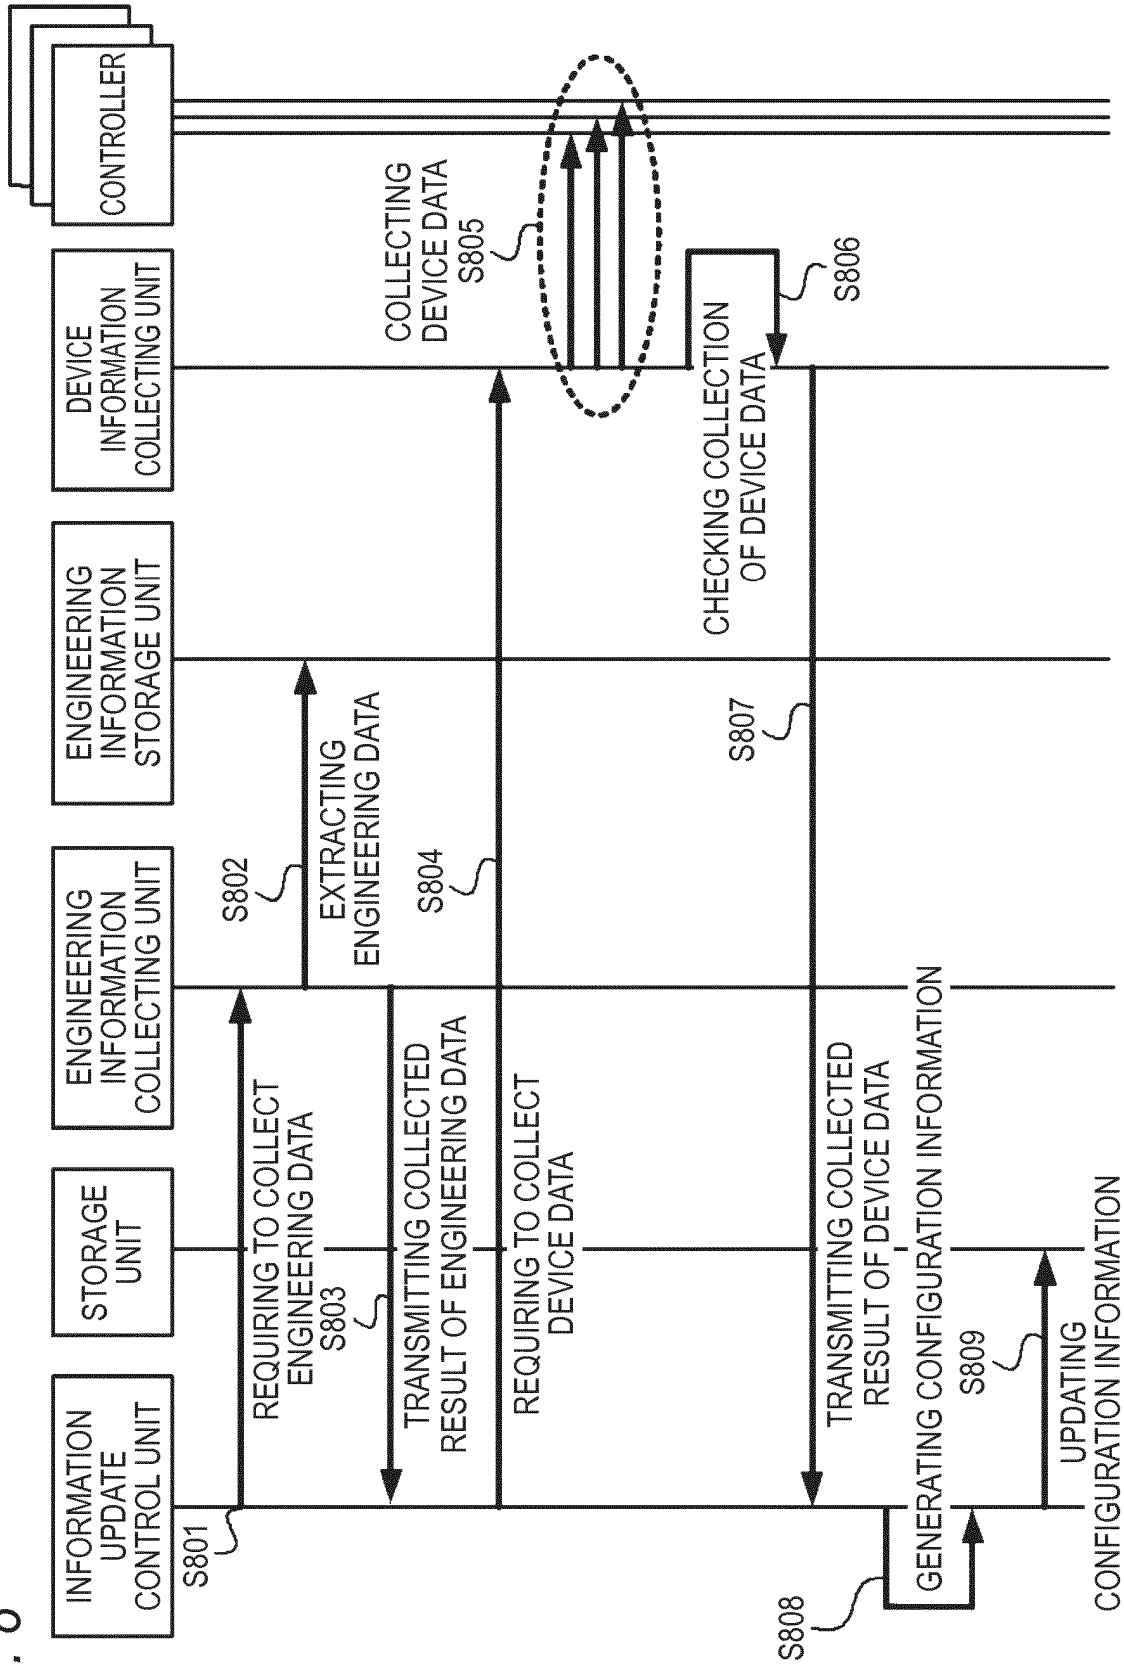 . 8
INFORMATION
UPDATE
CONTROL UNIT
STORAGE
UNIT
ENGINEERING
INFORMATION
COLLECTING UNIT
ENGINEERING
INFORMATION
STORAGE UNIT
DEVICE
INFORMATION
COLLECTING UNIT
CONTROLLER
S801
REQUIRING TO COLLECT
ENGINEERING DATA
S802
EXTRACTING
ENGINEERING DATA
S803
TRANSMITTING COLLECTED
RESULT OF ENGINEERING DATA
S804
REQUIRING TO COLLECT
DEVICE DATA
COLLECTING
DEVICE DATA
S805
CHECKING COLLECTION
OF DEVICE DATA
S806
S807
TRANSMITTING COLLECTED
RESULT OF DEVICE DATA
S808
GENERATING CONFIGURATION INFORMATION
S809
UPDATING
CONFIGURATION INFORMATION